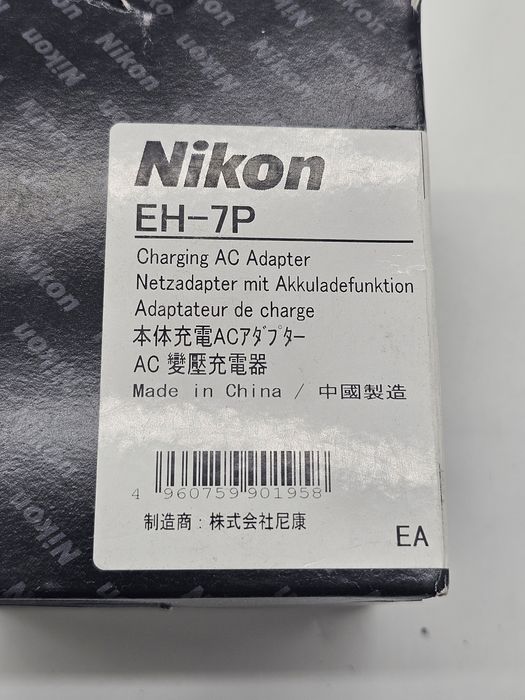 Nikon
EH-7P
Charging AC Adapter
Netzadapter mit Akkuladefunktion
Adaptateur de charge
本体充電ACｱﾀﾞﾌﾟﾀｰ
AC 變壓充電器
Made in China / 中國製造
4 960759 901958
制造商：株式会社尼康
EA